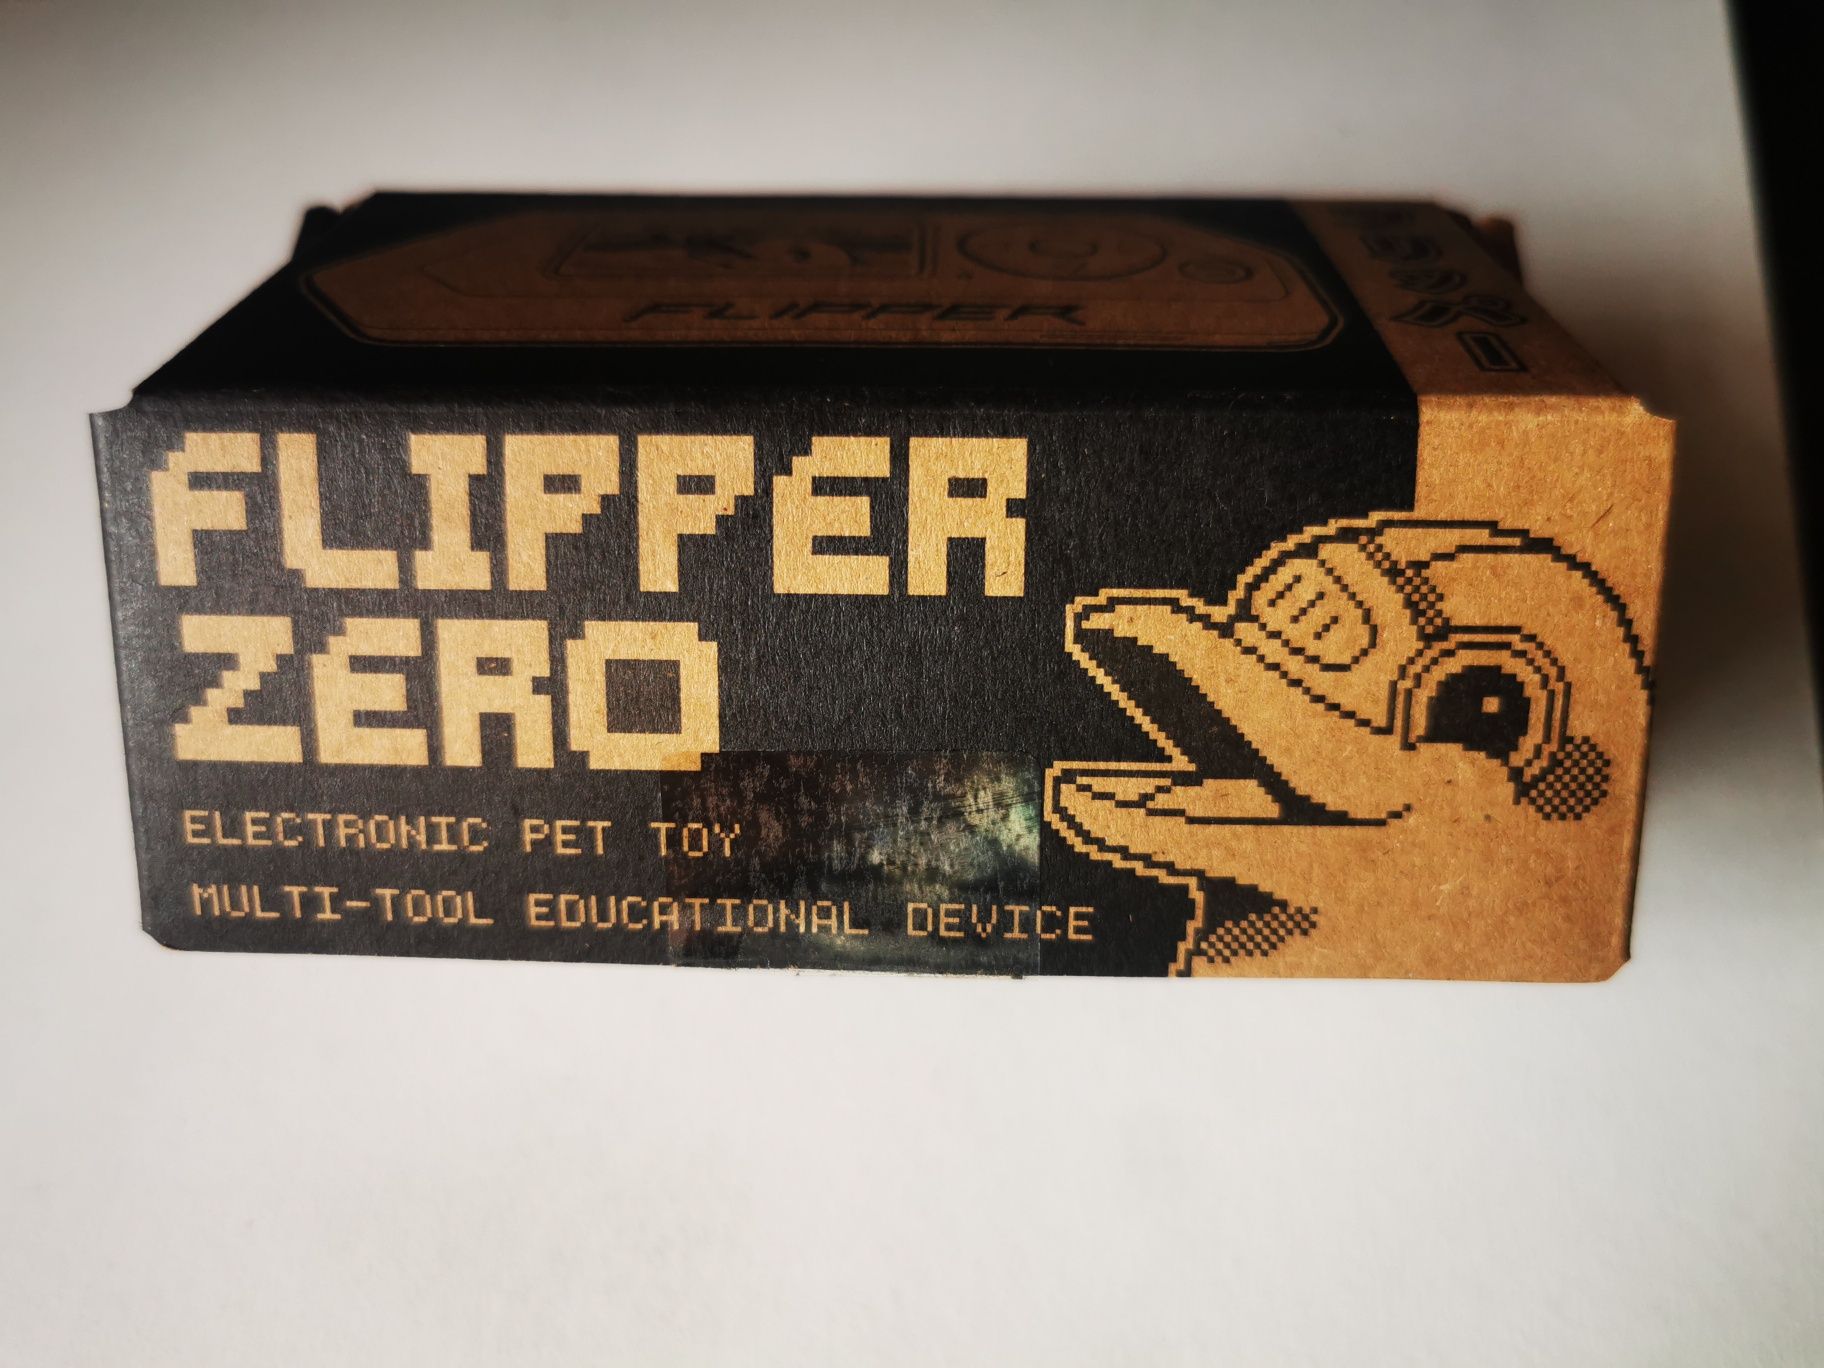 FLIPPER
FLIPPER
ZERO
ELECTRONIC PET TOY
MULTI-TOOL EDUCATIONAL DEVICE